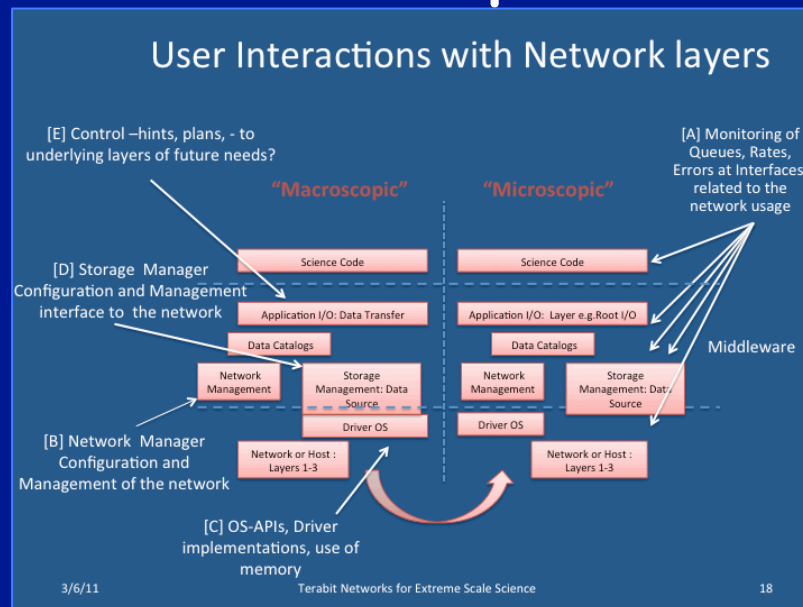 User Interactions with Network layers
[E] Control –hints, plans, - to
underlying layers of future needs?
[A] Monitoring of
Queues, Rates,
Errors at Interfaces
related to the
network usage
“Macroscopic”
“Microscopic”
Science Code
Science Code
[D] Storage Manager
Configuration and Management
interface to the network
Application I/O: Data Transfer
Application I/O: Layer e.g.Root I/O
Data Catalogs
Data Catalogs
Middleware
Network
Management
Storage
Management: Data
Source
Network
Management
Storage
Management: Data
Source
Driver OS
Driver OS
[B] Network Manager
Configuration and
Management of the network
Network or Host :
Layers 1-3
Network or Host :
Layers 1-3
[C] OS-APIs, Driver
implementations, use of
memory
3/6/11
Terabit Networks for Extreme Scale Science
18